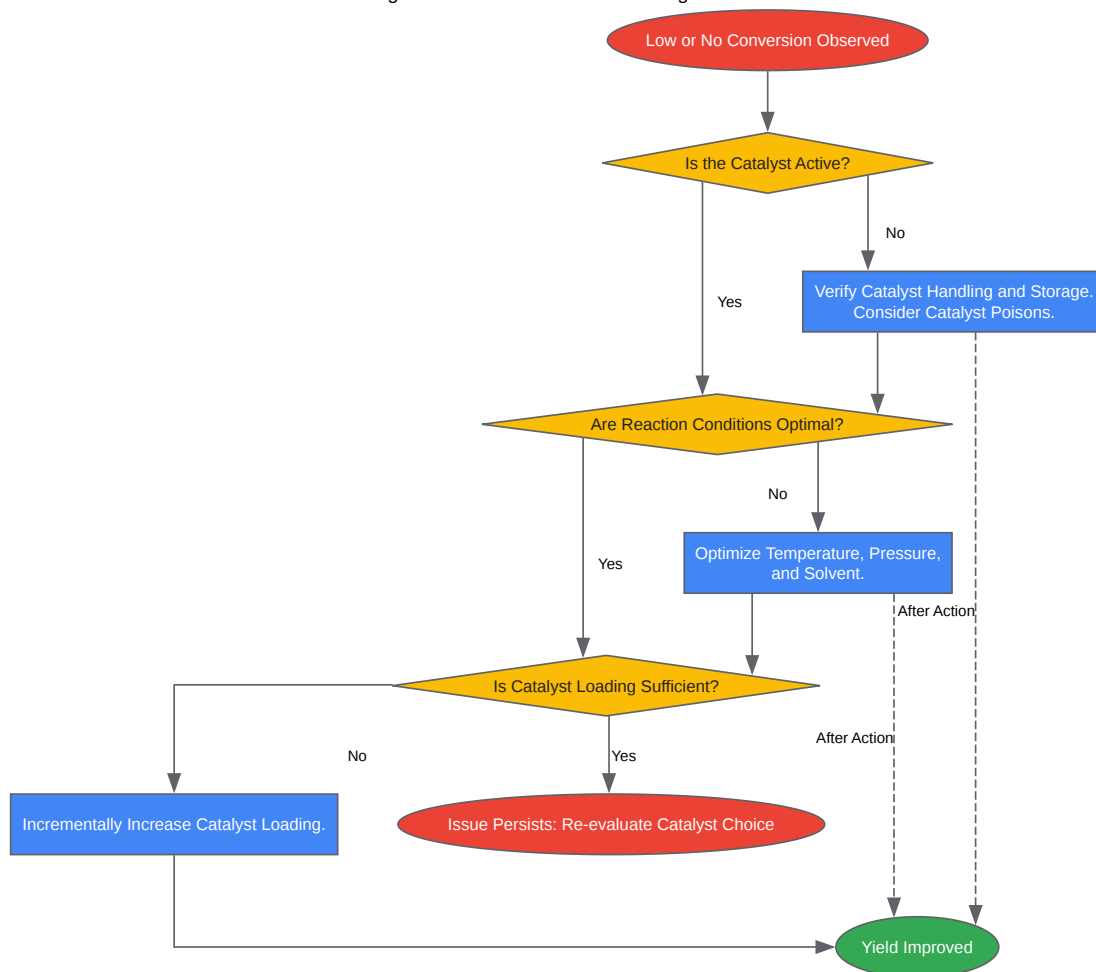 Low or No Conversion Observed
Is the Catalyst Active?
No
Verify Catalyst Handling and Storage.
Consider Catalyst Poisons.
Yes
Are Reaction Conditions Optimal?
No
Optimize Temperature, Pressure,
and Solvent.
Yes
After Action
Is Catalyst Loading Sufficient?
After Action
No
Yes
Incrementally Increase Catalyst Loading.
Issue Persists: Re-evaluate Catalyst Choice
Yield Improved